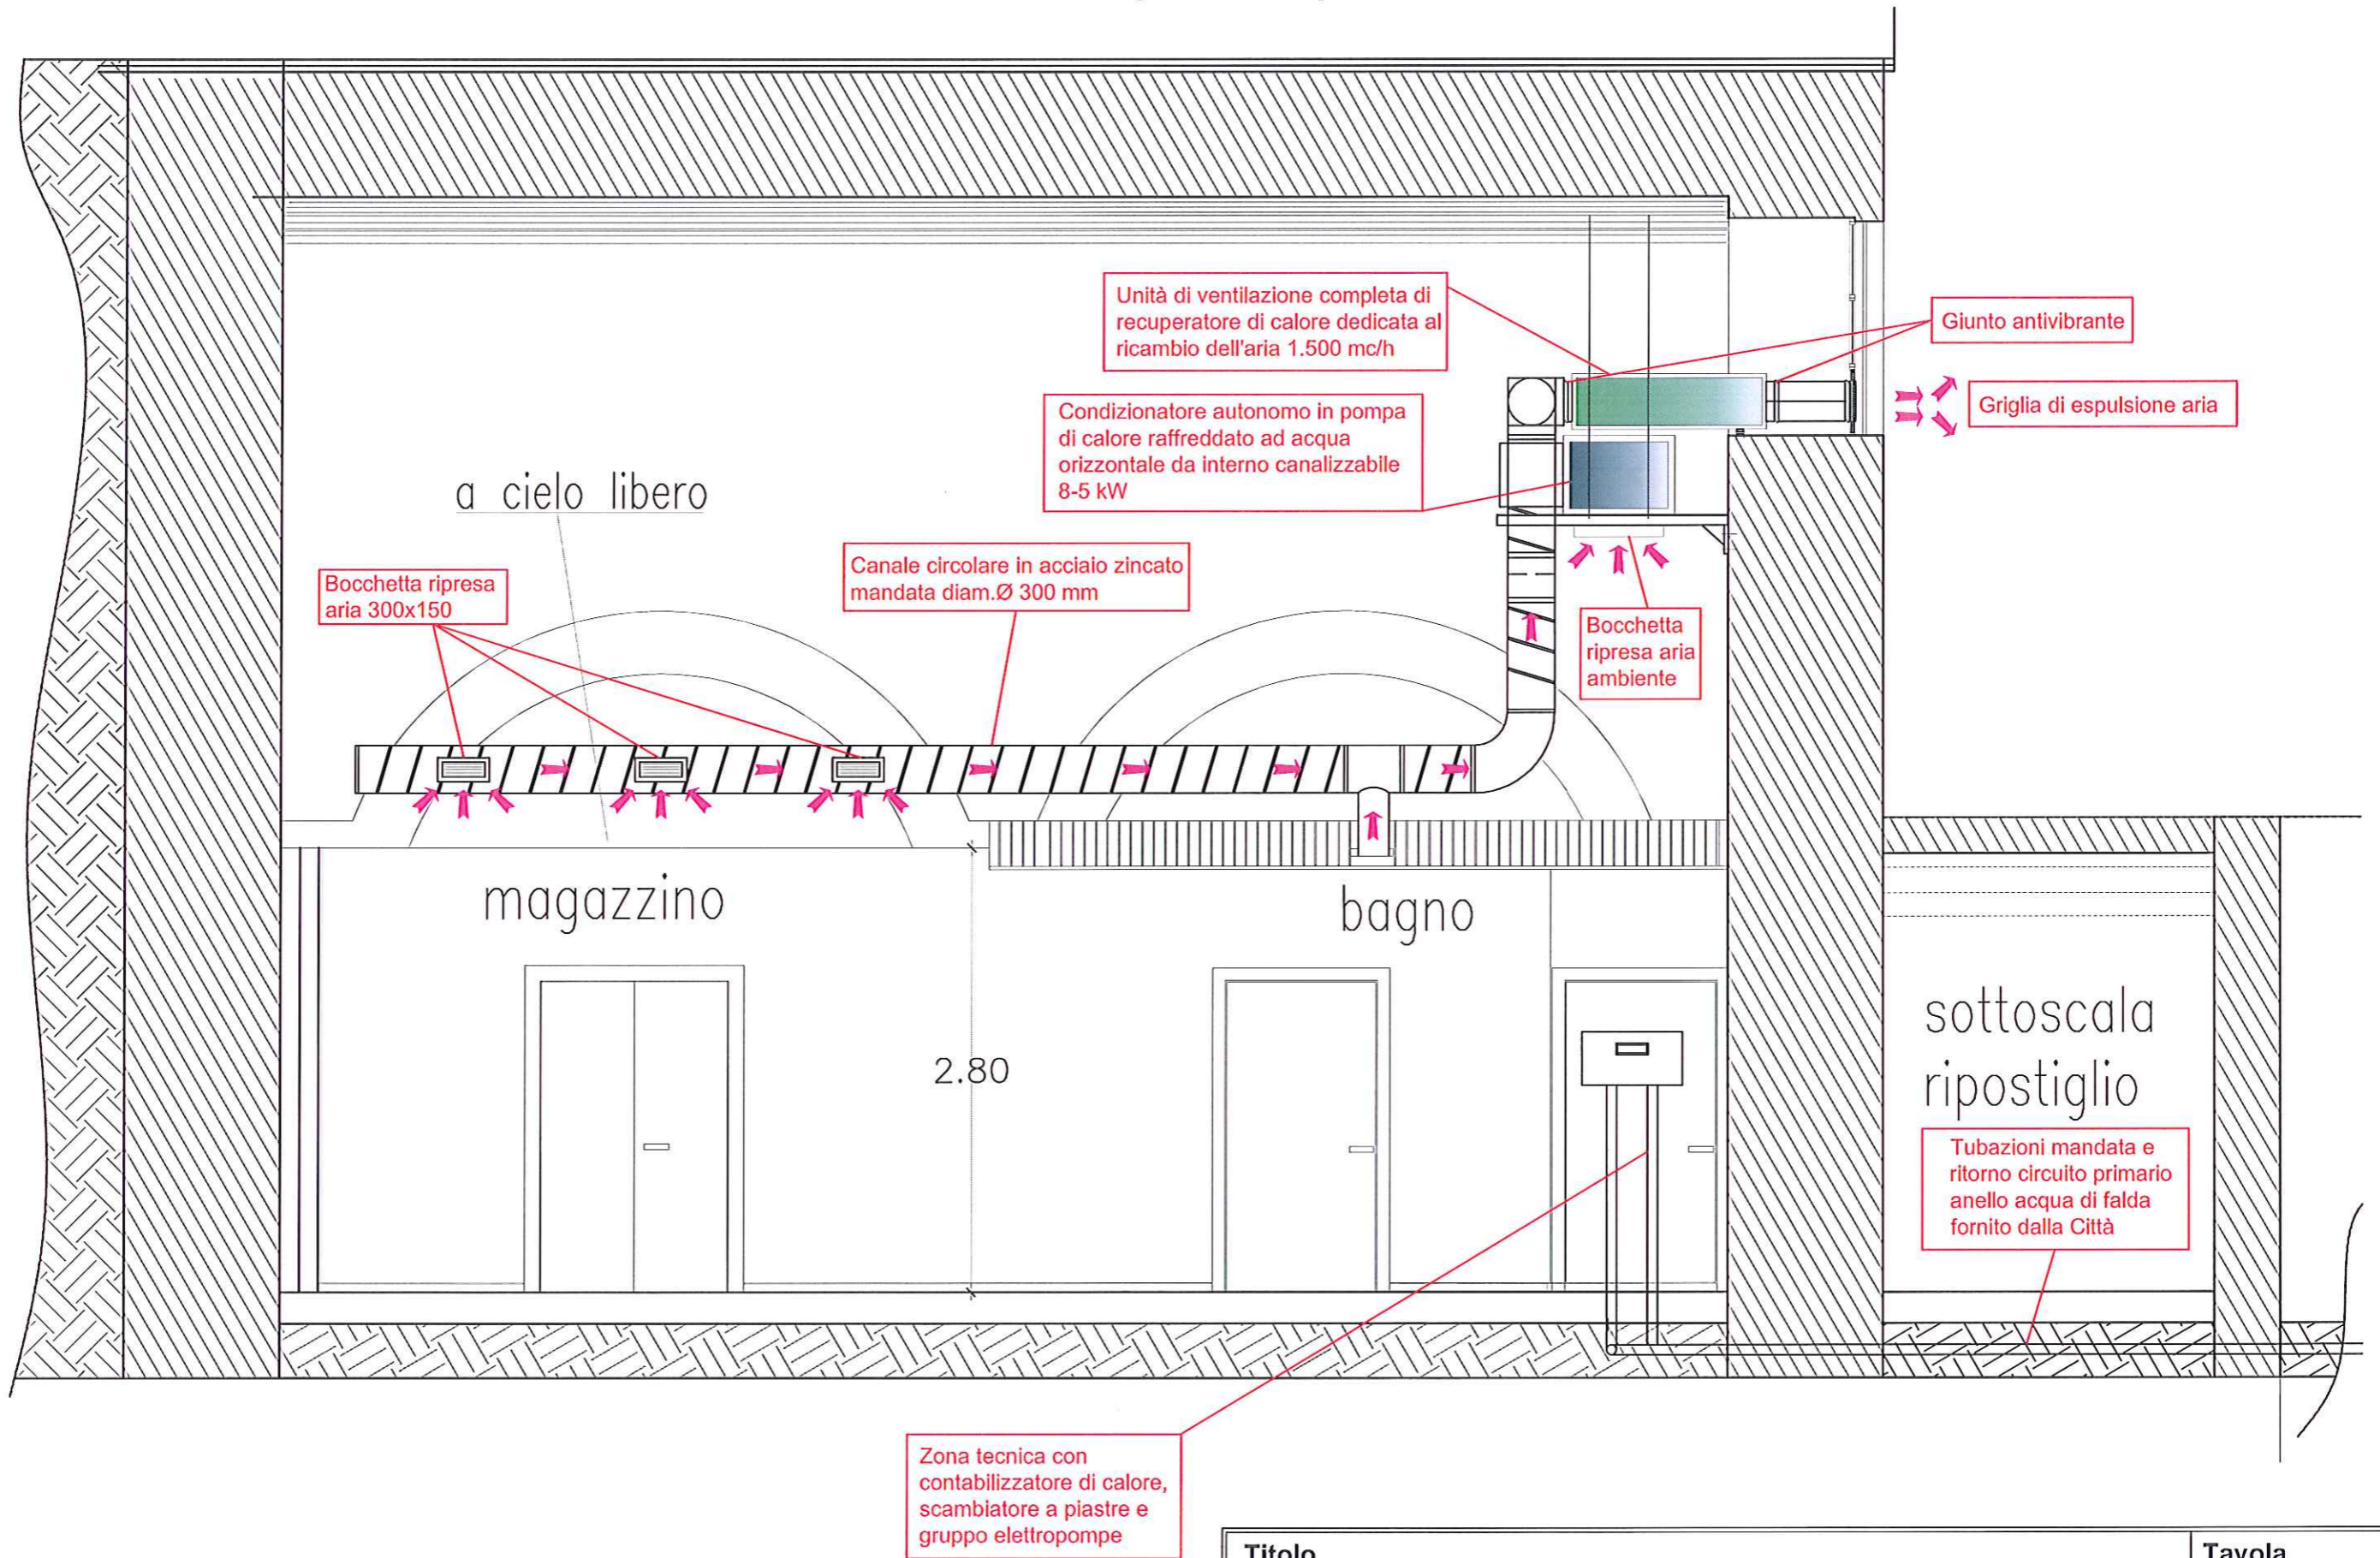 Unità di ventilazione completa di
recuperatore di calore dedicata al
ricambio dell'aria 1.500 mc/h
Giunto antivibrante
Condizionatore autonomo in pompa
di calore raffreddato ad acqua
orizzontale da interno canalizzabile
8-5 kW
Griglia di espulsione aria
a cielo libero
Bocchetta ripresa
aria 300x150
Canale circolare in acciaio zincato
mandata diam.Ø 300 mm
Bocchetta
ripresa aria
ambiente
magazzino
bagno
2.80
sottoscala
ripostiglio
Tubazioni mandata e
ritorno circuito primario
anello acqua di falda
fornito dalla Città
Zona tecnica con
contabilizzatore di calore,
scambiatore a piastre e
gruppo elettropompe
Titolo
Tavola